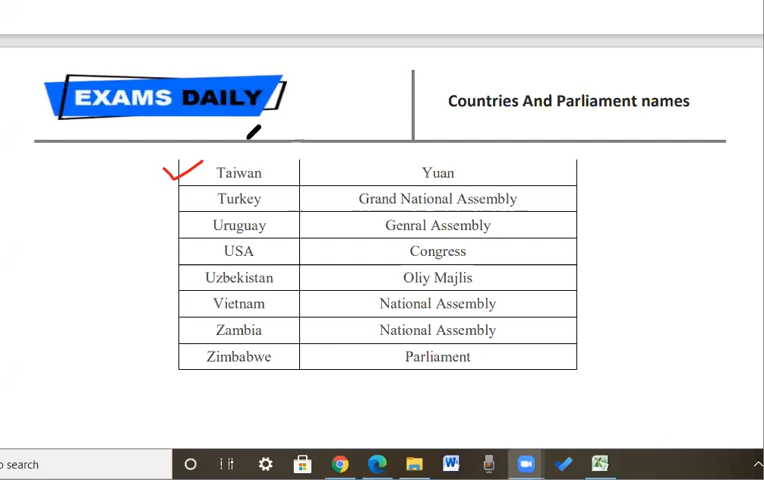 EXAMS DAILY
Countries And Parliament names
Taiwan Yuan
Turkey Grand National Assembly
Uruguay Genral Assembly
USA Congress
Uzbekistan Oliy Majlis
Vietnam National Assembly
Zambia National Assembly
Zimbabwe Parliament
o search